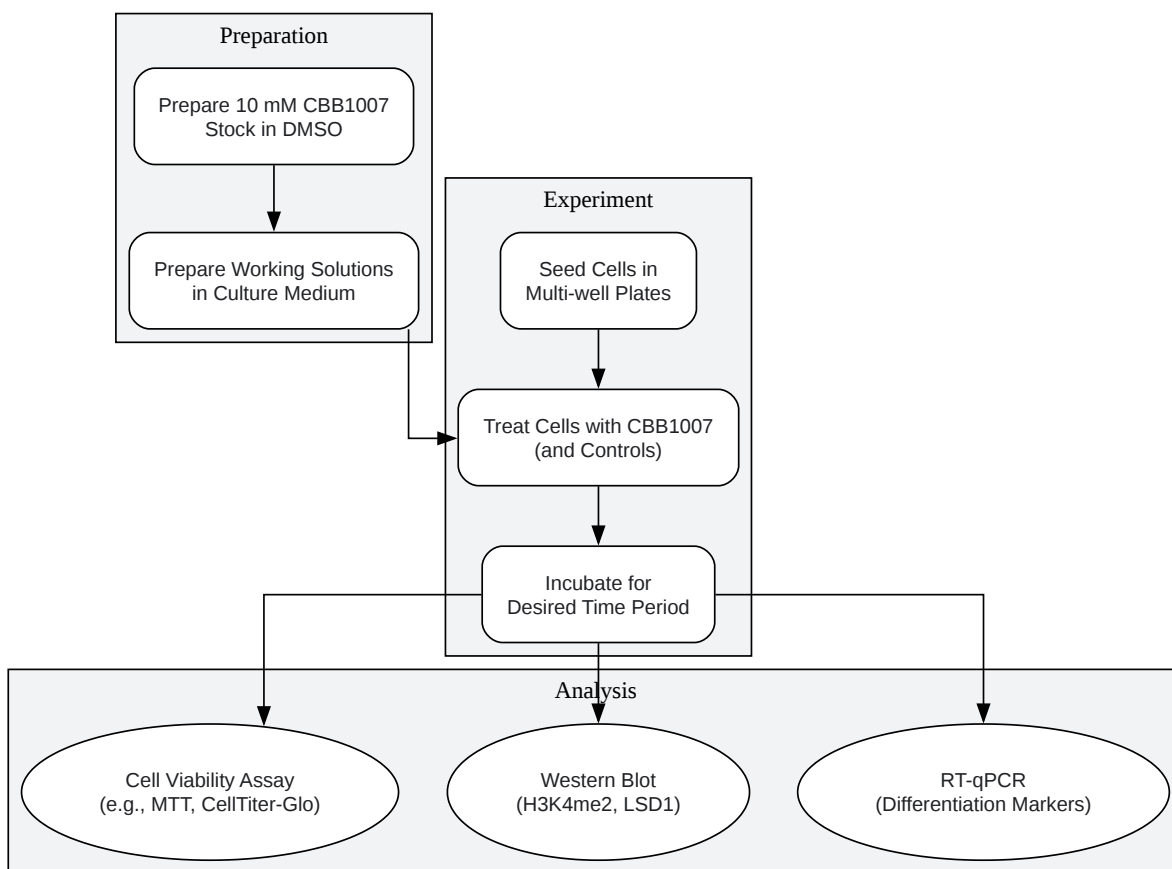 Preparation
Prepare 10 mM CBB1007
Stock in DMSO
Prepare Working Solutions
in Culture Medium
Experiment
Seed Cells in
Multi-well Plates
Treat Cells with CBB1007
(and Controls)
Incubate for
Desired Time Period
Analysis
Cell Viability Assay
(e.g., MTT, CellTiter-Glo)
Western Blot
(H3K4me2, LSD1)
RT-qPCR
(Differentiation Markers)